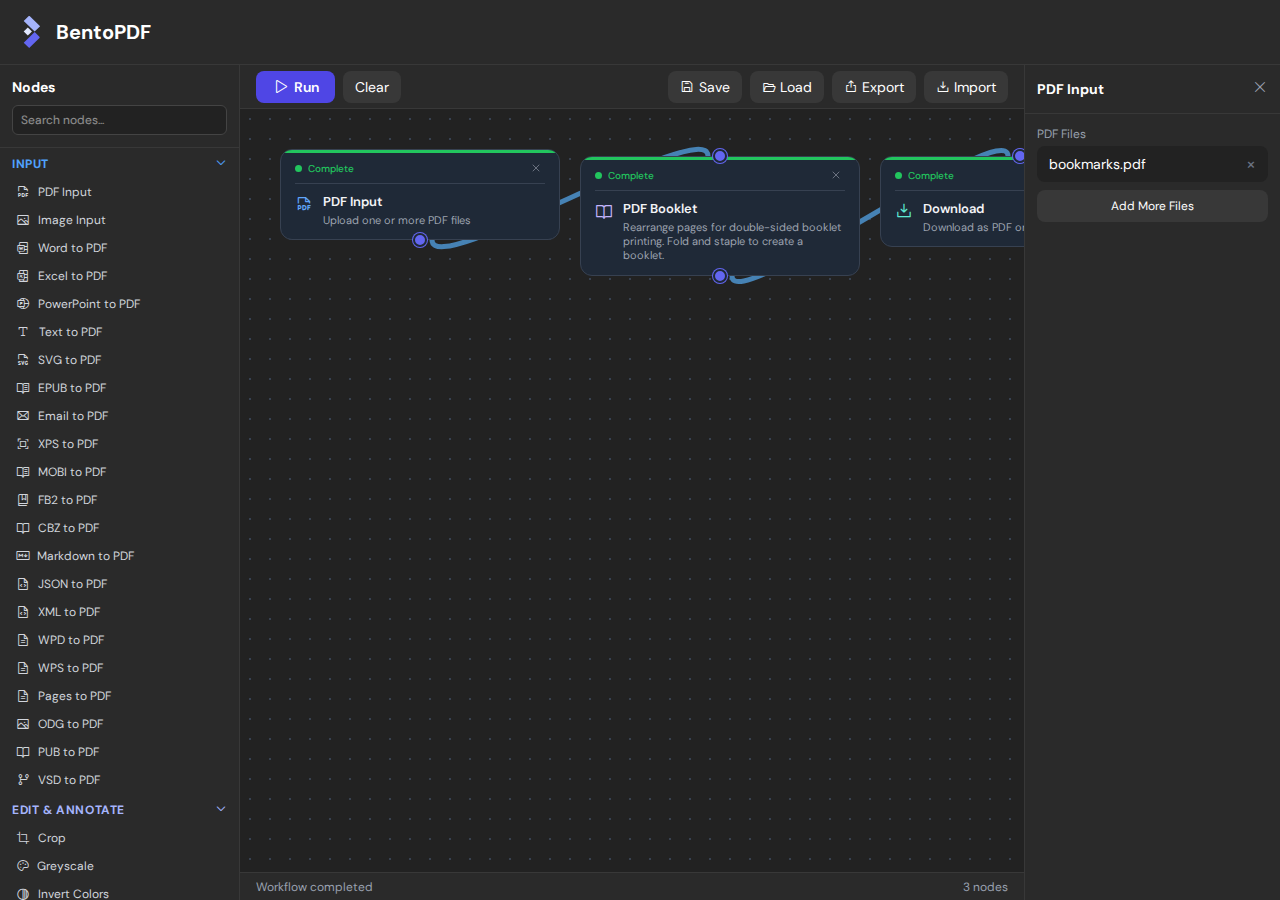 BentoPDF
Nodes
Search nodes...
INPUT
PDF Input
Image Input
Word to PDF
Excel to PDF
PowerPoint to PDF
Text to PDF
SVG to PDF
EPUB to PDF
Email to PDF
XPS to PDF
MOBI to PDF
FB2 to PDF
CBZ to PDF
Markdown to PDF
JSON to PDF
XML to PDF
WPD to PDF
WPS to PDF
Pages to PDF
ODG to PDF
PUB to PDF
VSD to PDF
EDIT & ANNOTATE
Crop
Greyscale
Invert Colors
Run
Clear
Save
Load
Export
Import
Complete
PDF Input
Upload one or more PDF files
Complete
PDF Booklet
Rearrange pages for double-sided booklet
printing. Fold and staple to create a
booklet.
Complete
Download
Download as PDF or
Workflow completed
3 nodes
PDF Input
PDF Files
bookmarks.pdf
Add More Files